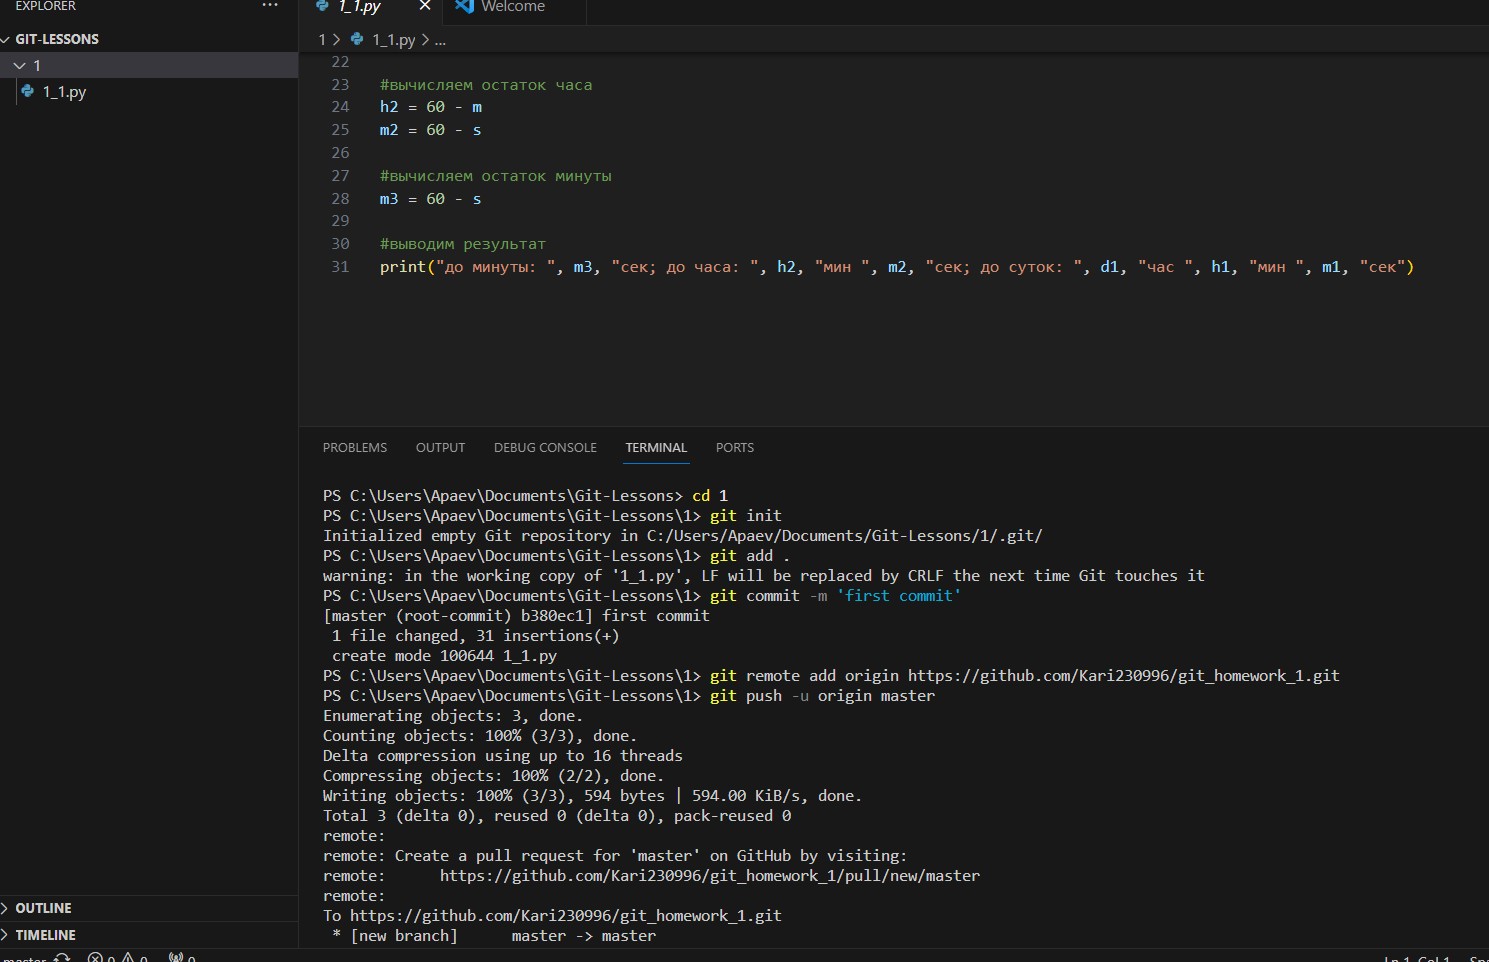 EXPLORER
1_1.py
Welcome
GIT-LESSONS
1
1_1.py
1 > 1_1.py > ...
22
23 #вычисляем остаток часа
24 h2 = 60 - m
25 m2 = 60 - s
26
27 #вычисляем остаток минуты
28 m3 = 60 - s
29
30 #выводим результат
31 print("до минуты: ", m3, "сек; до часа: ", h2, "мин ", m2, "сек; до суток: ", d1, "час ", h1, "мин ", m1, "сек")
PROBLEMS OUTPUT DEBUG CONSOLE TERMINAL PORTS
PS C:\Users\Apaev\Documents\Git-Lessons> cd 1
PS C:\Users\Apaev\Documents\Git-Lessons\1> git init
Initialized empty Git repository in C:/Users/Apaev/Documents/Git-Lessons/1/.git/
PS C:\Users\Apaev\Documents\Git-Lessons\1> git add .
warning: in the working copy of '1_1.py', LF will be replaced by CRLF the next time Git touches it
PS C:\Users\Apaev\Documents\Git-Lessons\1> git commit -m 'first commit'
[master (root-commit) b380ec1] first commit
1 file changed, 31 insertions(+)
create mode 100644 1_1.py
PS C:\Users\Apaev\Documents\Git-Lessons\1> git remote add origin https://github.com/Kari230996/git_homework_1.git
PS C:\Users\Apaev\Documents\Git-Lessons\1> git push -u origin master
Enumerating objects: 3, done.
Counting objects: 100% (3/3), done.
Delta compression using up to 16 threads
Compressing objects: 100% (2/2), done.
Writing objects: 100% (3/3), 594 bytes | 594.00 KiB/s, done.
Total 3 (delta 0), reused 0 (delta 0), pack-reused 0
remote:
remote: Create a pull request for 'master' on GitHub by visiting:
remote:      https://github.com/Kari230996/git_homework_1/pull/new/master
remote:
To https://github.com/Kari230996/git_homework_1.git
* [new branch]      master -> master
OUTLINE
TIMELINE
master 0 0 0
Ln 1, Col 1